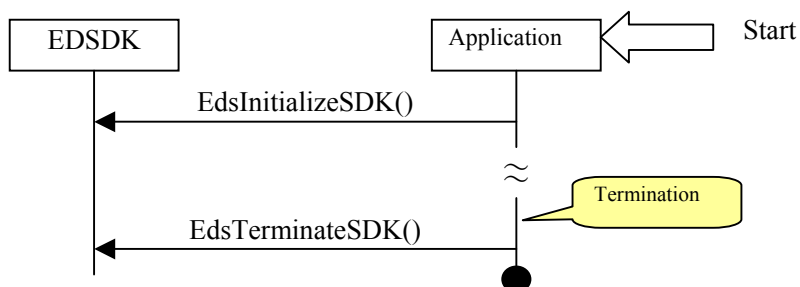 EDSDK
Application
Start
EdsInitializeSDK()
Termination
EdsTerminateSDK()